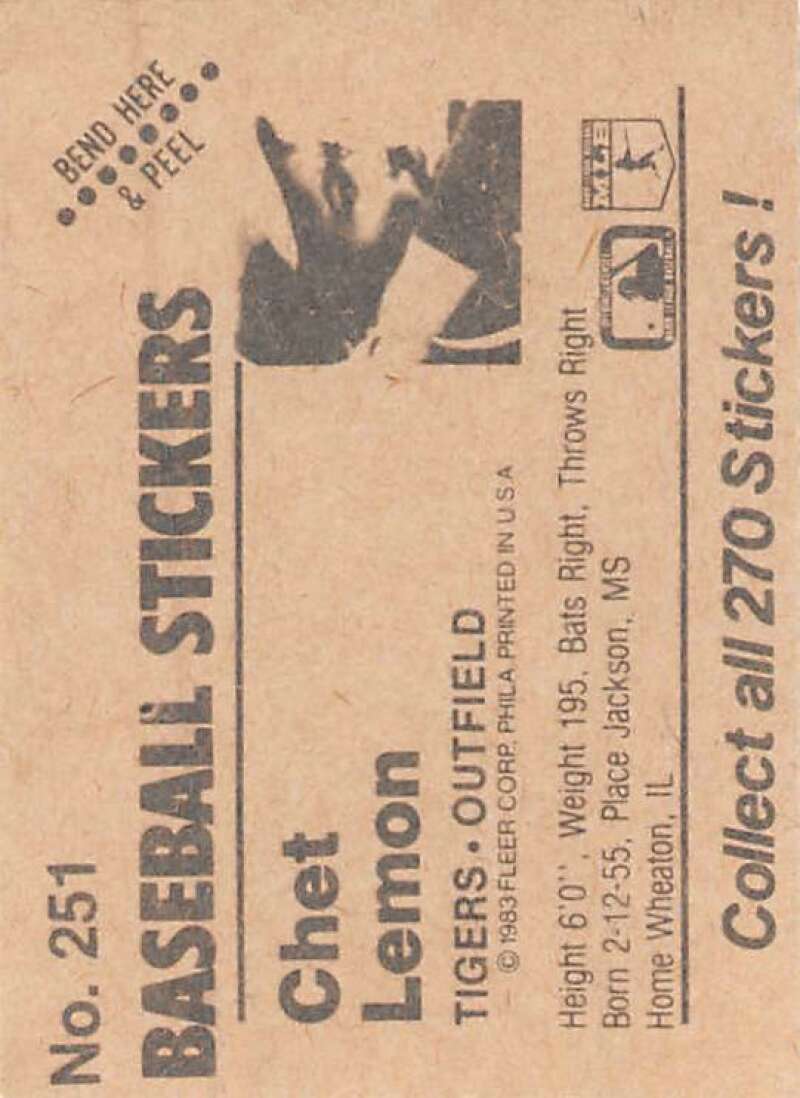 No. 251
BEND HERE
& PEEL
BASEBALL STICKERS
Chet
Lemon
TIGERS • OUTFIELD
© 1983 FLEER CORP. PHILA. PRINTED IN U.S.A
Height 6'0", Weight 195, Bats Right, Throws Right
Born 2-12-55, Place Jackson, MS
Home Wheaton, IL
Collect all 270 Stickers!